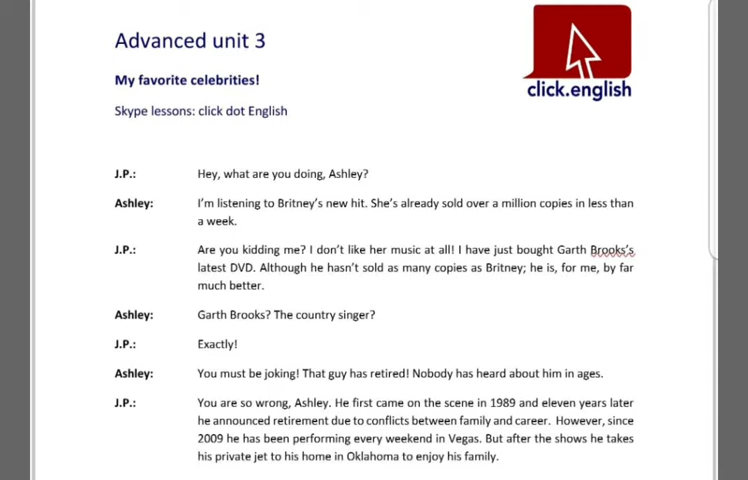 Advanced unit 3
click.english
My favorite celebrities!
Skype lessons: click dot English
J.P.: Hey, what are you doing, Ashley?
Ashley: I'm listening to Britney's new hit. She's already sold over a million copies in less than
a week.
J.P.: Are you kidding me? I don't like her music at all! I have just bought Garth Brooks's
latest DVD. Although he hasn't sold as many copies as Britney; he is, for me, by far
much better.
Ashley: Garth Brooks? The country singer?
J.P.: Exactly!
Ashley: You must be joking! That guy has retired! Nobody has heard about him in ages.
J.P.: You are so wrong, Ashley. He first came on the scene in 1989 and eleven years later
he announced retirement due to conflicts between family and career. However, since
2009 he has been performing every weekend in Vegas. But after the shows he takes
his private jet to his home in Oklahoma to enjoy his family.